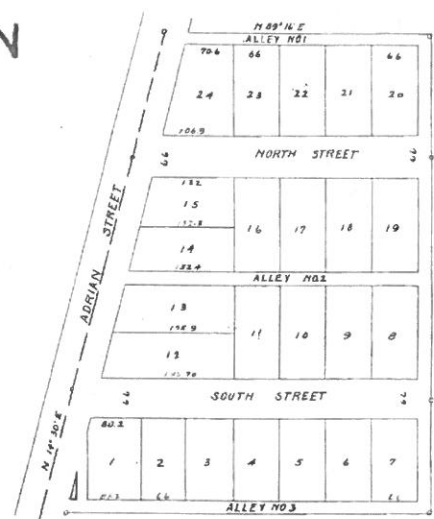 N
N 89° 16' E
ALLEY NO1
70.6 66 66
24 23 22 21 20
106.9
66 NORTH STREET 66
132
15
16 17 18 19
14
ADRIAN STREET
ALLEY NO2
13
11 10 9 8
12
66 SOUTH STREET 66
80.2
1 2 3 4 5 6 7
66
N 14° 30' E
ALLEY NO3